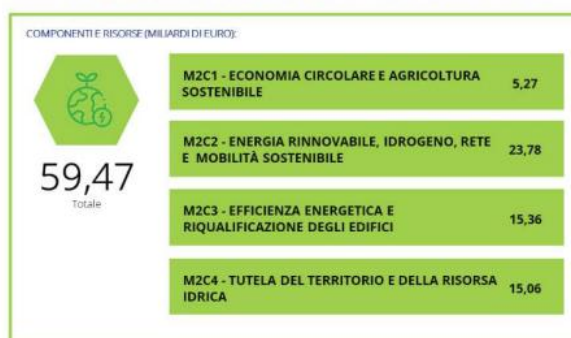 COMPONENTI E RISORSE (MILIARDI DI EURO):
M2C1 - ECONOMIA CIRCOLARE E AGRICOLTURA
SOSTENIBILE
5,27
M2C2 - ENERGIA RINNOVABILE, IDROGENO, RETE
E MOBILITÀ SOSTENIBILE
23,78
59,47
Totale
M2C3 - EFFICIENZA ENERGETICA E
RIQUALIFICAZIONE DEGLI EDIFICI
15,36
M2C4 - TUTELA DEL TERRITORIO E DELLA RISORSA
IDRICA
15,06